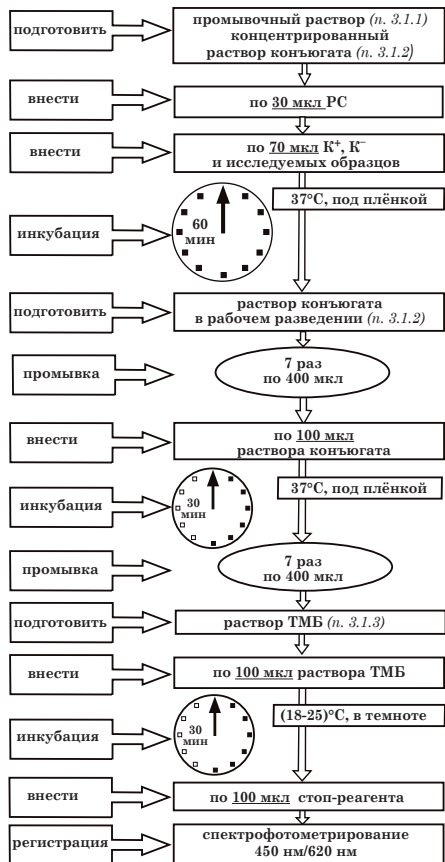 подготовить
промывочный раствор (п. 3.1.1)
концентрированный
раствор конъюгата (п. 3.1.2)
внести
по 30 мкл РС
внести
по 70 мкл К⁺, К⁻
и исследуемых образцов
37°C, под плёнкой
инкубация
60
мин
подготовить
раствор конъюгата
в рабочем разведении (п. 3.1.2)
промывка
7 раз
по 400 мкл
внести
по 100 мкл
раствора конъюгата
37°C, под плёнкой
инкубация
30
мин
промывка
7 раз
по 400 мкл
подготовить
раствор ТМБ (п. 3.1.3)
внести
по 100 мкл раствора ТМБ
(18-25)°C, в темноте
инкубация
30
мин
внести
по 100 мкл стоп-реагента
регистрация
спектрофотометрирование
450 нм/620 нм